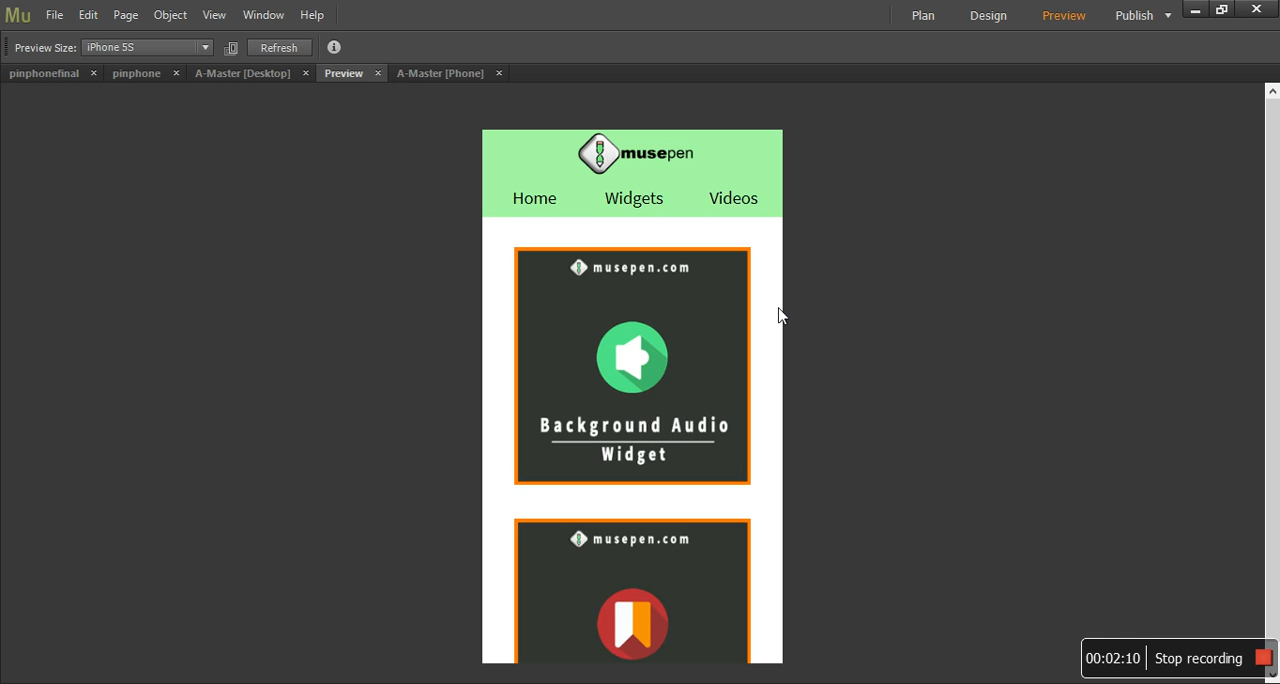 Mu File Edit Page Object View Window Help Plan Design Preview Publish
Preview Size: iPhone 5S Refresh
pinphonefinal pinphone A-Master [Desktop] Preview A-Master [Phone]
musepen
Home Widgets Videos
musepen.com
Background Audio
Widget
musepen.com
00:02:10 Stop recording